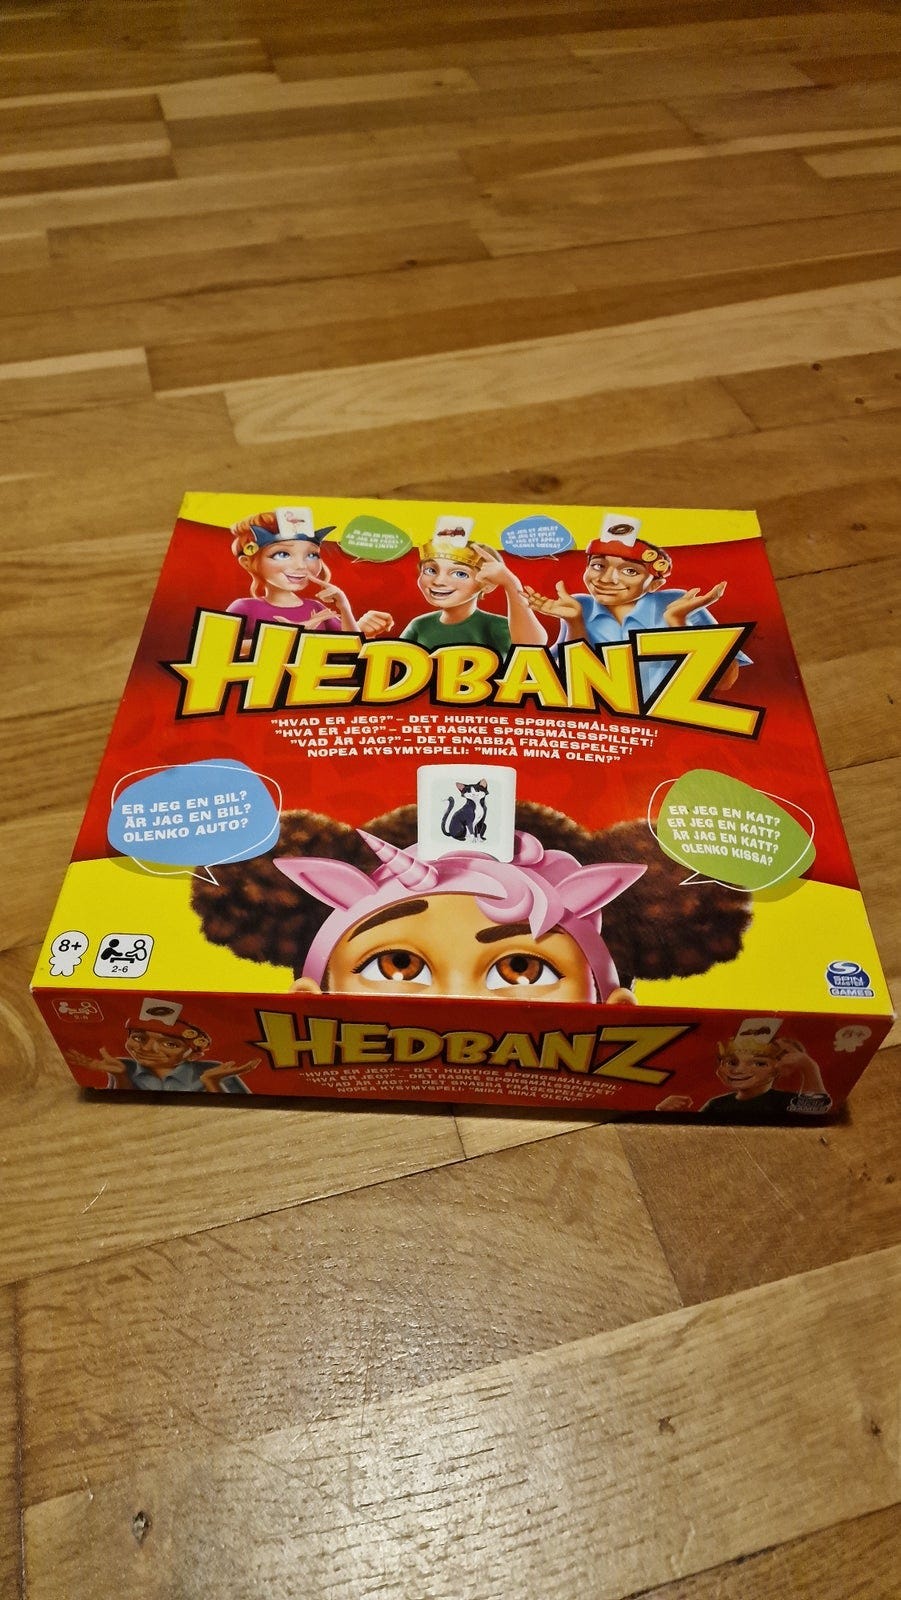 HEDBANZ
"HVAD ER JEG?" – DET HURTIGE SPØRGSMÅLSSPIL!
"HVA ER JEG?" – DET RASKE SPØRSMÅLSSPILLET!
"VAD ÄR JAG?" – DET SNABBA FRÅGESPELET!
NOPEA KYSYMYSPELI: "MIKÄ MINÄ OLEN?"
ER JEG EN BIL?
ÄR JAG EN BIL?
OLENKO AUTO?
ER JEG EN KAT?
ER JEG EN KATT?
ÄR JAG EN KATT?
OLENKO KISSA?
8+
2-6
SPIN
MASTER
GAMES
HEDBANZ
"HVAD ER JEG?" – DET HURTIGE SPØRGSMÅLSSPIL!
"HVA ER JEG?" – DET RASKE SPØRSMÅLSSPILLET!
"VAD ÄR JAG?" – DET SNABBA FRÅGESPELET!
NOPEA KYSYMYSPELI: "MIKÄ MINÄ OLEN?"